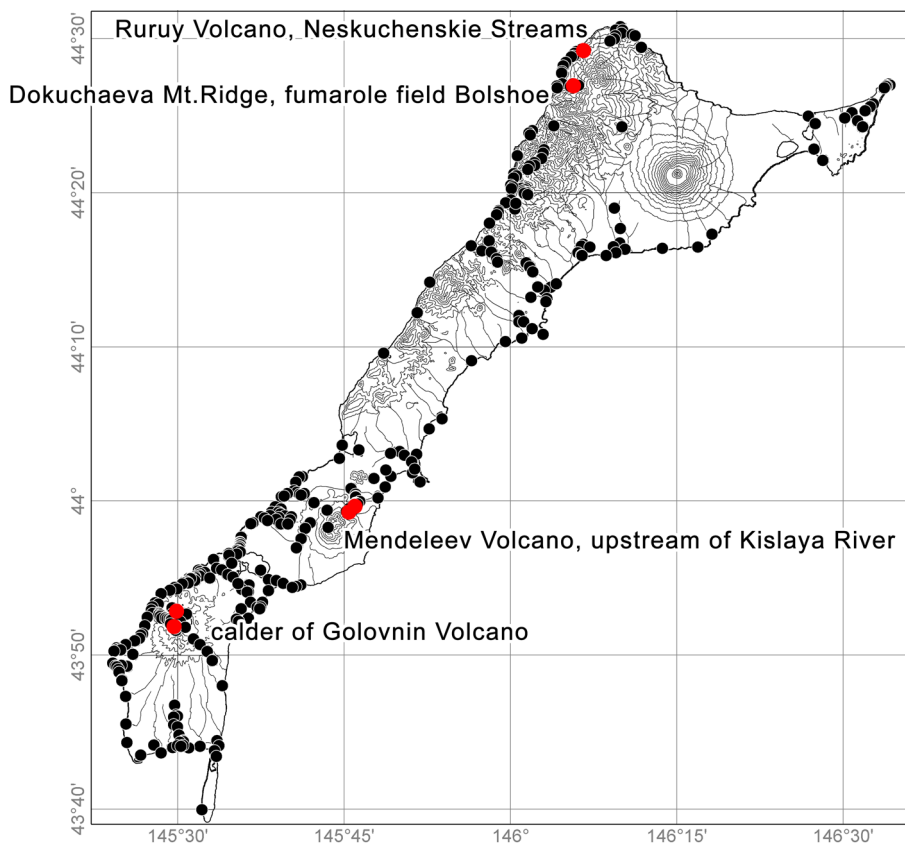 44°30'
Ruruy Volcano, Neskuchenskie Streams
Dokuchaeva Mt.Ridge, fumarole field Bolshoe
44°20'
44°10'
44°
Mendeleev Volcano, upstream of Kislaya River
calder of Golovnin Volcano
43°50'
43°40'
145°30' 145°45' 146° 146°15' 146°30'